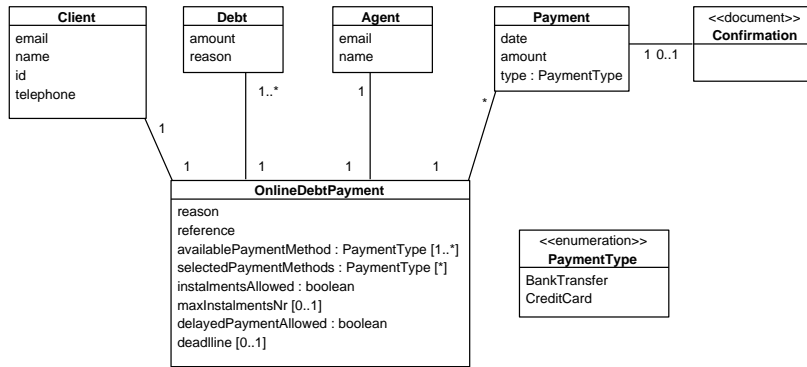 Client
email
name
id
telephone
Debt
amount
reason
Agent
email
name
Payment
date
amount
type : PaymentType
<<document>>
Confirmation
1 0..1
1..*
1
*
1
1
1
1
1
OnlineDebtPayment
reason
reference
availablePaymentMethod : PaymentType [1..*]
selectedPaymentMethods : PaymentType [*]
instalmentsAllowed : boolean
maxInstalmentsNr [0..1]
delayedPaymentAllowed : boolean
deadlline [0..1]
<<enumeration>>
PaymentType
BankTransfer
CreditCard